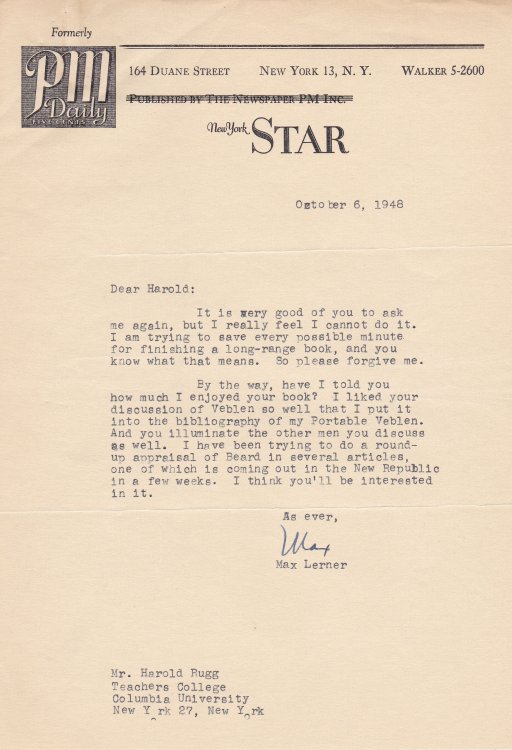 Formerly
PM
Daily
FIVE CENTS
164 DUANE STREET NEW YORK 13, N. Y. WALKER 5-2600
PUBLISHED BY THE NEWSPAPER PM INC.
New York STAR
October 6, 1948
Dear Harold:
It is very good of you to ask
me again, but I really feel I cannot do it.
I am trying to save every possible minute
for finishing a long-range book, and you
know what that means. So please forgive me.
By the way, have I told you
how much I enjoyed your book? I liked your
discussion of Veblen so well that I put it
into the bibliography of my Portable Veblen.
And you illuminate the other men you discuss
as well. I have been trying to do a round-
up appraisal of Beard in several articles,
one of which is coming out in the New Republic
in a few weeks. I think you'll be interested
in it.
As ever,
Max
Max Lerner
Mr. Harold Rugg
Teachers College
Columbia University
New Y rk 27, New Y rk